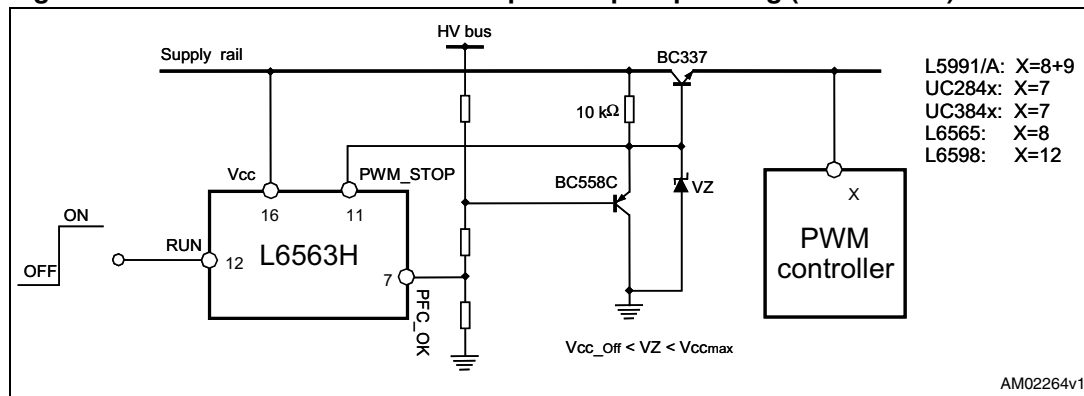 HV bus
Supply rail
BC337
L5991/A: X=8+9
UC284x: X=7
UC384x: X=7
L6565: X=8
L6598: X=12
10 kΩ
Vcc
PWM_STOP
BC558C
VZ
X
16
11
ON
RUN
L6563H
PWM
controller
OFF
12
7
PFC_OK
Vcc_Off < VZ < Vccmax
AM02264v1